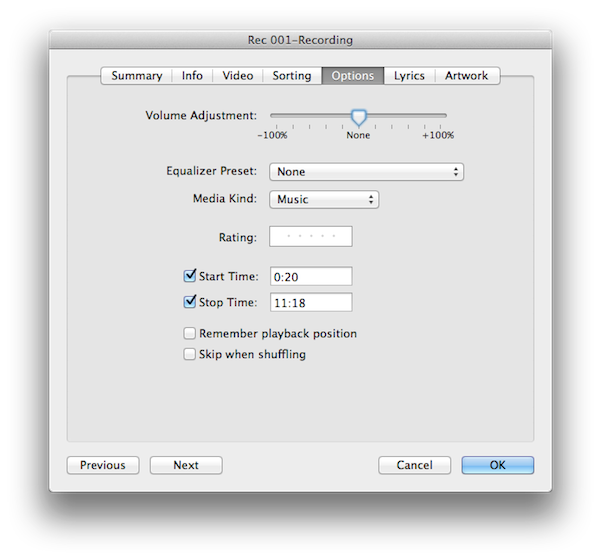 Rec 001-Recording
Summary Info Video Sorting Options Lyrics Artwork
Volume Adjustment:
-100% None +100%
Equalizer Preset: None
Media Kind: Music
Rating:
Start Time: 0:20
Stop Time: 11:18
Remember playback position
Skip when shuffling
Previous Next Cancel OK